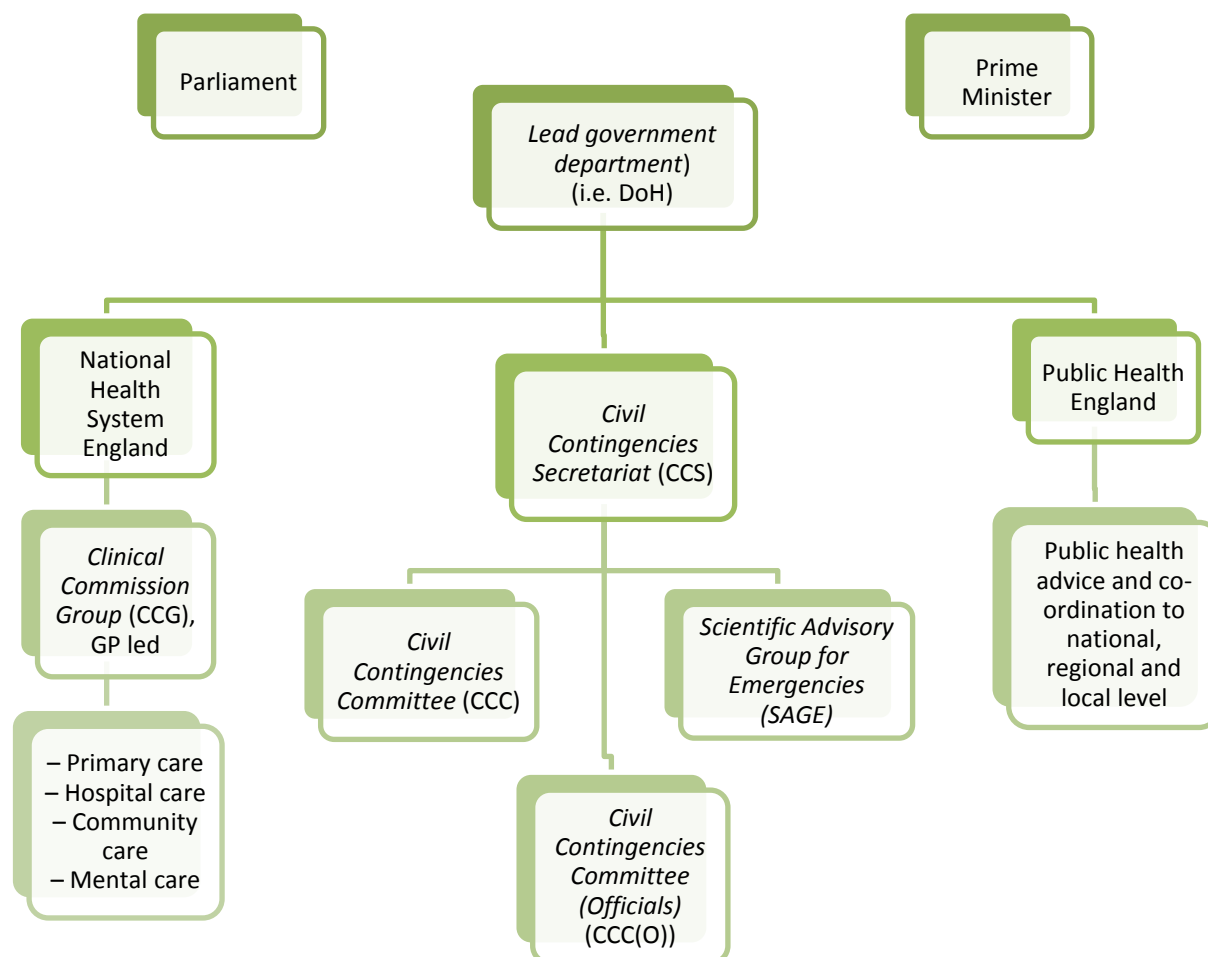 Parliament
Prime
Minister
Lead government
department)
(i.e. DoH)
National
Health
System
England
Civil
Contingencies
Secretariat (CCS)
Public Health
England
Clinical
Commission
Group (CCG),
GP led
Civil
Contingencies
Committee (CCC)
Scientific Advisory
Group for
Emergencies
(SAGE)
Public health
advice and co-
ordination to
national,
regional and
local level
– Primary care
– Hospital care
– Community
care
– Mental care
Civil
Contingencies
Committee
(Officials)
(CCC(O))